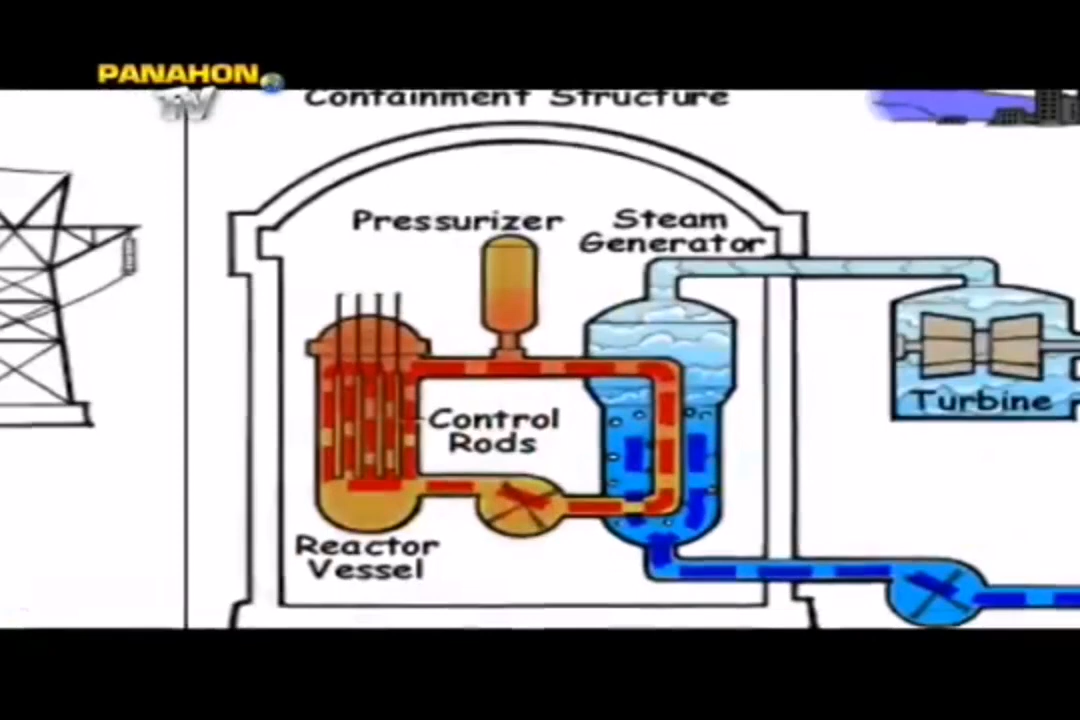 PANAHON
TV
Containment Structure
Pressurizer
Steam
Generator
Control
Rods
Turbine
Reactor
Vessel